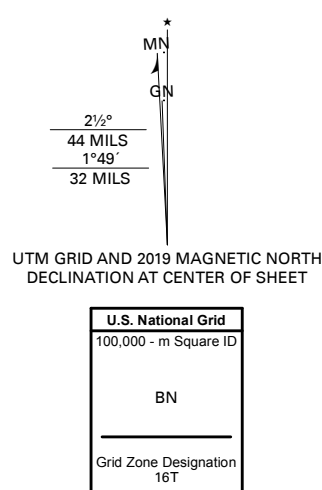 MN
GN
2½°
44 MILS
1°49´
32 MILS
UTM GRID AND 2019 MAGNETIC NORTH
DECLINATION AT CENTER OF SHEET
U.S. National Grid
100,000 - m Square ID
BN
Grid Zone Designation
16T